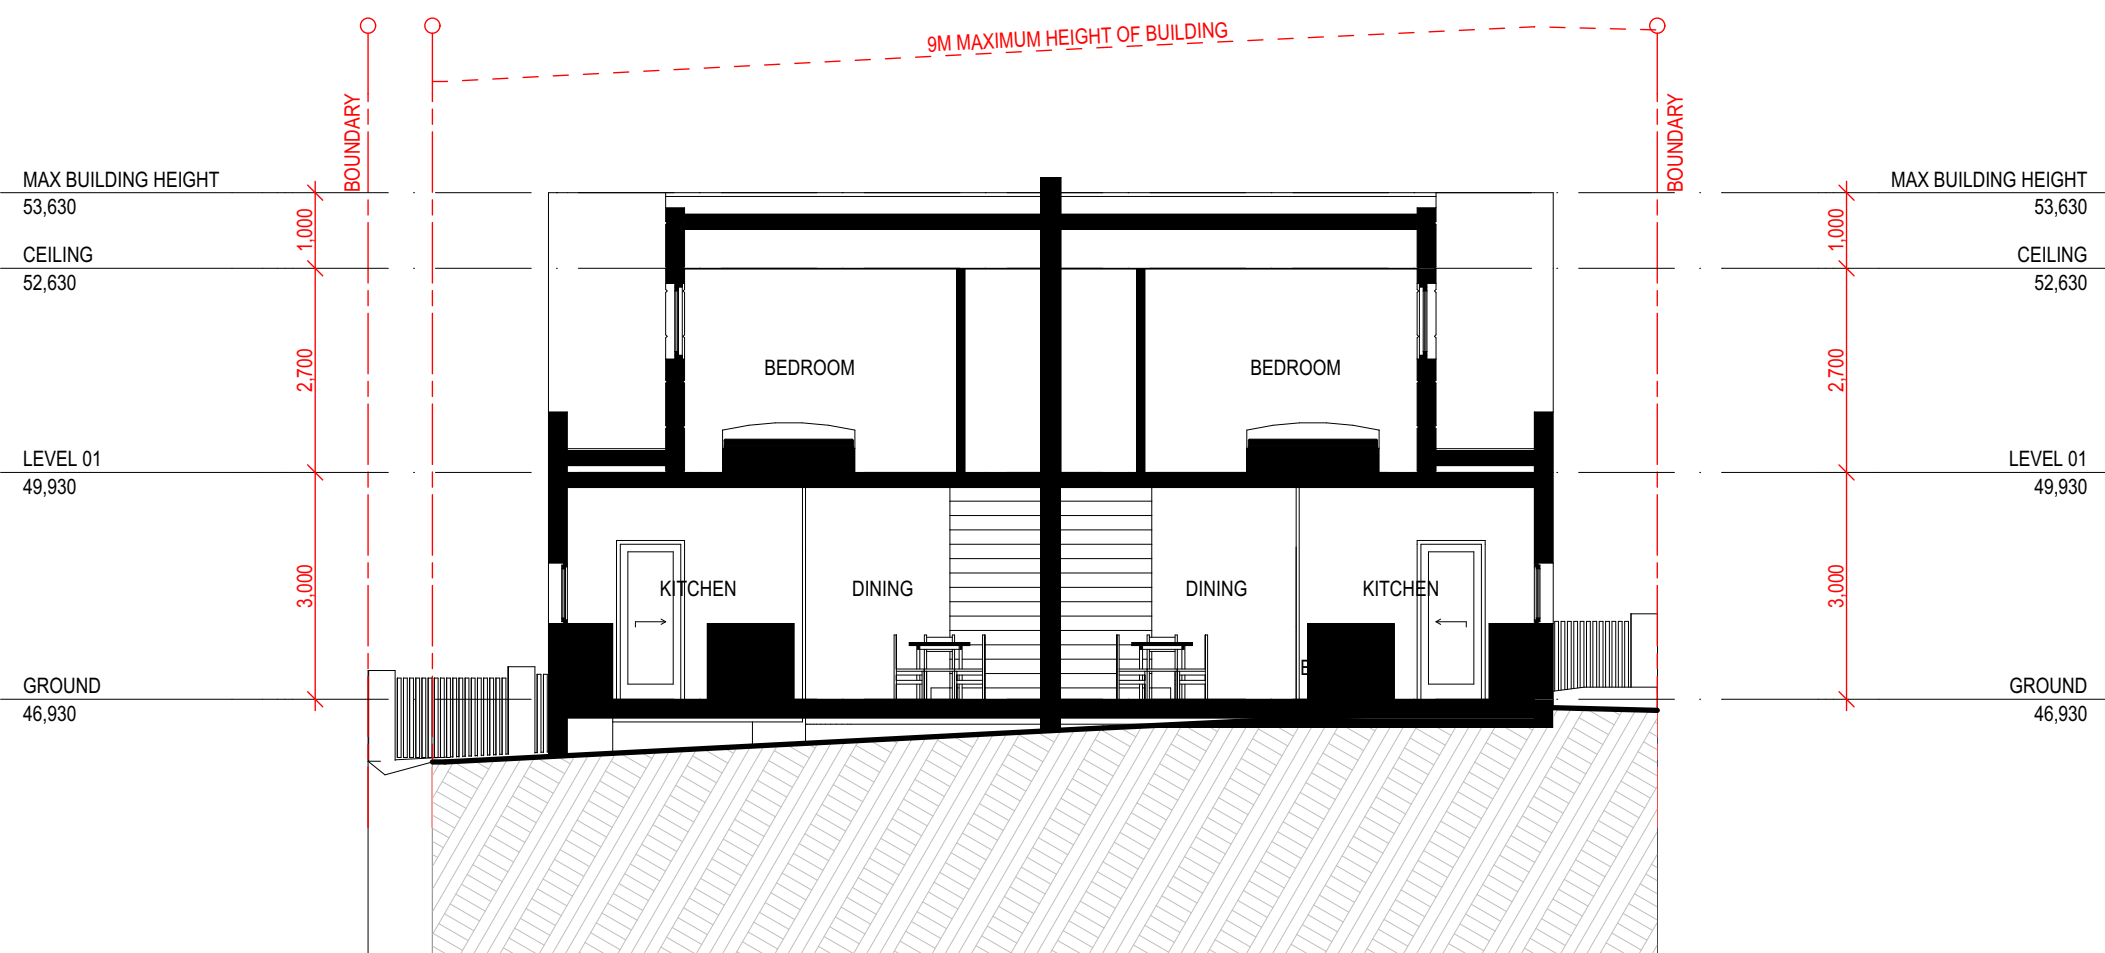 9M MAXIMUM HEIGHT OF BUILDING
BOUNDARY
BOUNDARY
MAX BUILDING HEIGHT
53,630
1,000
CEILING
52,630
2,700
LEVEL 01
49,930
3,000
GROUND
46,930
BEDROOM
BEDROOM
KITCHEN
DINING
DINING
KITCHEN
MAX BUILDING HEIGHT
53,630
1,000
CEILING
52,630
2,700
LEVEL 01
49,930
3,000
GROUND
46,930